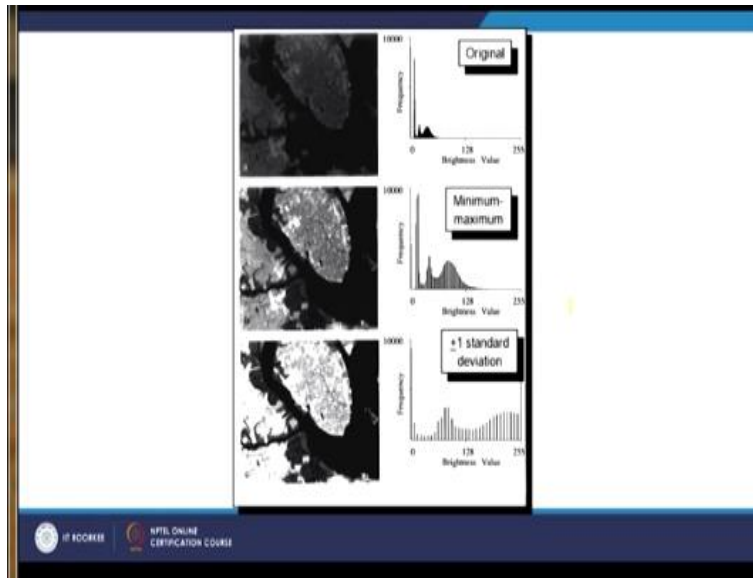 10000
Original
Frequency
0
128
255
Brightness Value
10000
Minimum-
maximum
Frequency
0
128
255
Brightness Value
10000
±1 standard
deviation
Frequency
0
128
255
Brightness Value
IIT ROORKEE
NPTEL ONLINE
CERTIFICATION COURSE